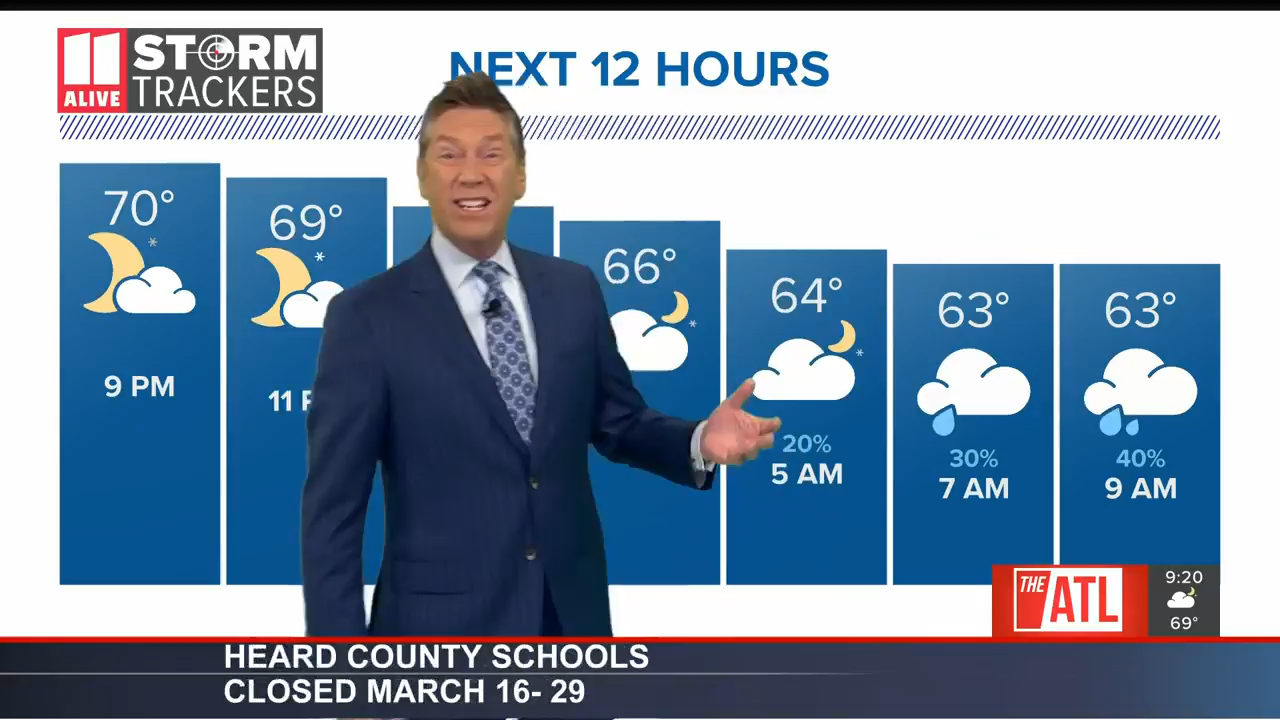 11 ALIVE
STORM
TRACKERS
NEXT 12 HOURS
70°
9 PM
69°
11
66°
64°
20%
5 AM
63°
30%
7 AM
63°
40%
9 AM
THE ATL
9:20
69°
HEARD COUNTY SCHOOLS
CLOSED MARCH 16- 29